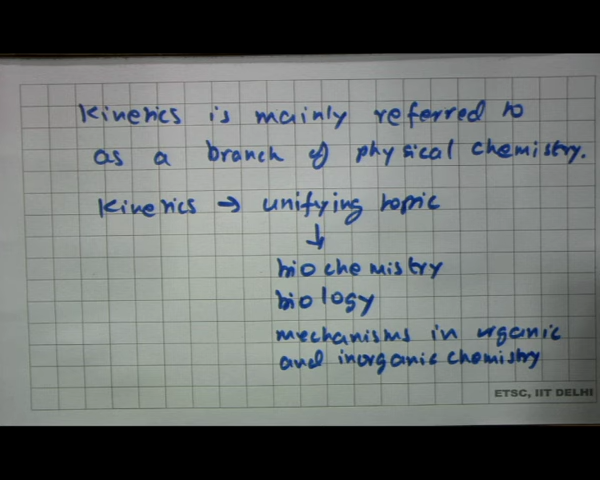 Kinetics is mainly referred to
as a branch of physical chemistry.
Kinetics → unifying topic
↓
biochemistry
biology
mechanisms in organic
and inorganic chemistry
ETSC, IIT DELHI